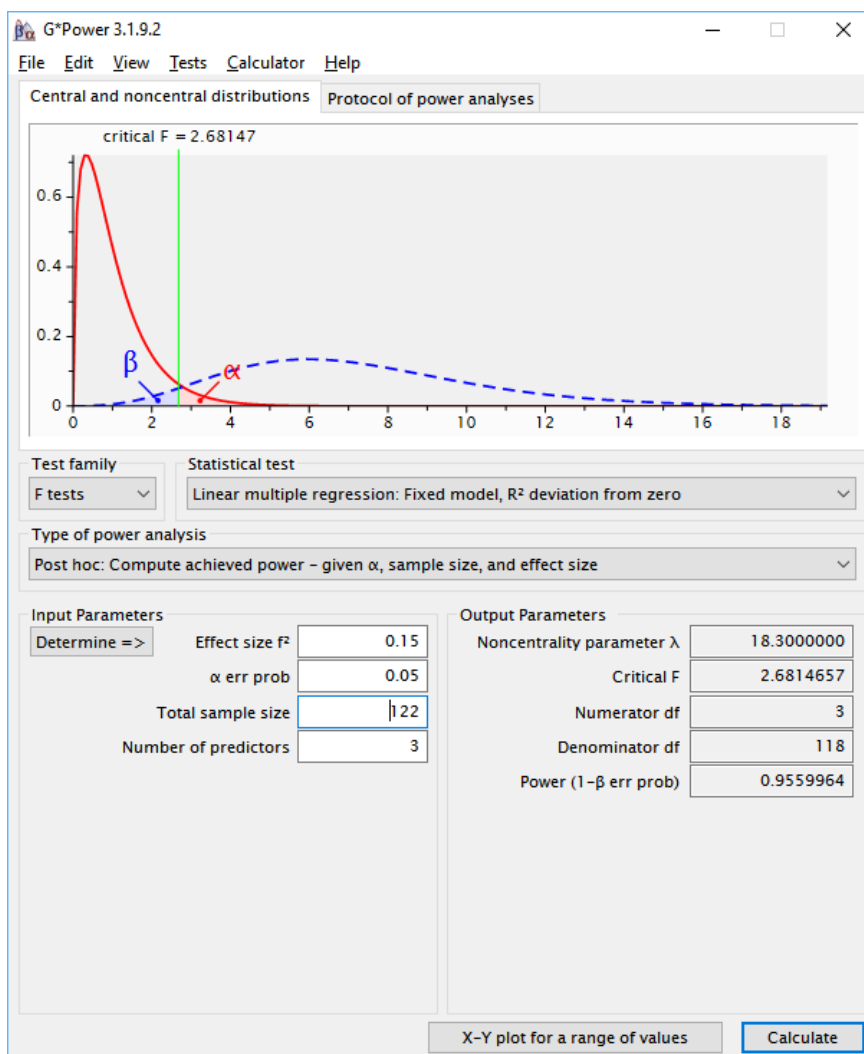 G*Power 3.1.9.2
File Edit View Tests Calculator Help
Central and noncentral distributions Protocol of power analyses
critical F = 2.68147
0.6
0.4
0.2
0
β
α
0 2 4 6 8 10 12 14 16 18
Test family Statistical test
F tests Linear multiple regression: Fixed model, R² deviation from zero
Type of power analysis
Post hoc: Compute achieved power - given α, sample size, and effect size
Input Parameters Output Parameters
Determine => Effect size f² 0.15 Noncentrality parameter λ 18.3000000
α err prob 0.05 Critical F 2.6814657
Total sample size 122 Numerator df 3
Number of predictors 3 Denominator df 118
Power (1-β err prob) 0.9559964
X-Y plot for a range of values Calculate